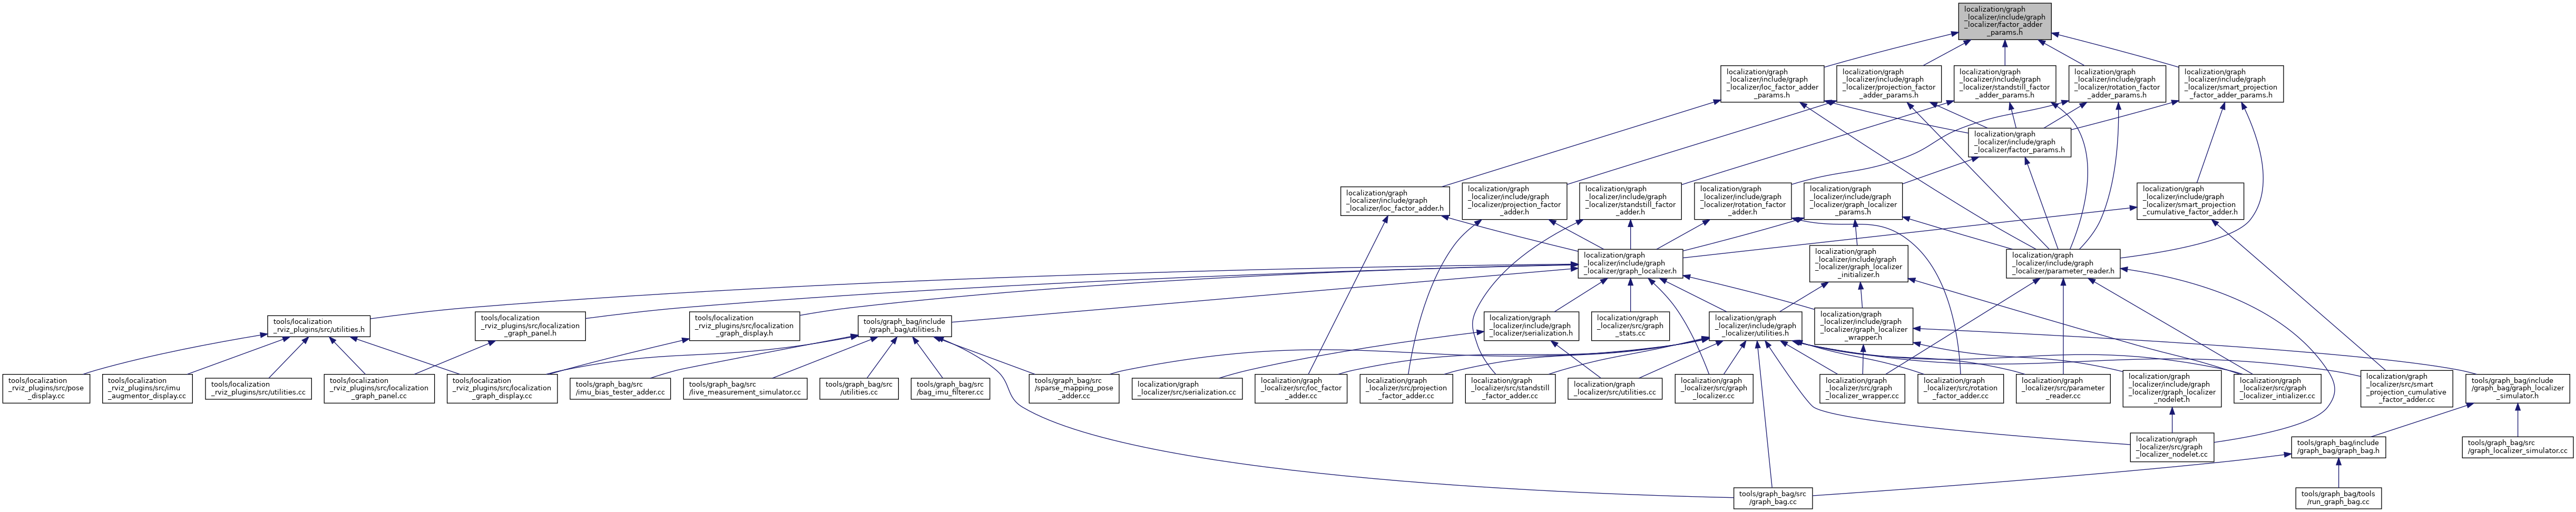 localization/graph
_localizer/include/graph
_localizer/factor_adder
_params.h
localization/graph
_localizer/include/graph
_localizer/loc_factor_adder
_params.h
localization/graph
_localizer/include/graph
_localizer/projection_factor
_adder_params.h
localization/graph
_localizer/include/graph
_localizer/standstill_factor
_adder_params.h
localization/graph
_localizer/include/graph
_localizer/rotation_factor
_adder_params.h
localization/graph
_localizer/include/graph
_localizer/smart_projection
_factor_adder_params.h
localization/graph
_localizer/include/graph
_localizer/factor_params.h
localization/graph
_localizer/include/graph
_localizer/loc_factor_adder.h
localization/graph
_localizer/include/graph
_localizer/projection_factor
_adder.h
localization/graph
_localizer/include/graph
_localizer/standstill_factor
_adder.h
localization/graph
_localizer/include/graph
_localizer/rotation_factor
_adder.h
localization/graph
_localizer/include/graph
_localizer/graph_localizer
_params.h
localization/graph
_localizer/include/graph
_localizer/smart_projection
_cumulative_factor_adder.h
localization/graph
_localizer/include/graph
_localizer/graph_localizer.h
localization/graph
_localizer/include/graph
_localizer/graph_localizer
_initializer.h
localization/graph
_localizer/include/graph
_localizer/parameter_reader.h
tools/localization
_rviz_plugins/src/utilities.h
tools/localization
_rviz_plugins/src/localization
_graph_panel.h
tools/localization
_rviz_plugins/src/localization
_graph_display.h
tools/graph_bag/include
/graph_bag/utilities.h
localization/graph
_localizer/include/graph
_localizer/serialization.h
localization/graph
_localizer/src/graph
_stats.cc
localization/graph
_localizer/include/graph
_localizer/utilities.h
localization/graph
_localizer/include/graph
_localizer/graph_localizer
_wrapper.h
tools/localization
_rviz_plugins/src/pose
_display.cc
tools/localization
_rviz_plugins/src/imu
_augmentor_display.cc
tools/localization
_rviz_plugins/src/utilities.cc
tools/localization
_rviz_plugins/src/localization
_graph_panel.cc
tools/localization
_rviz_plugins/src/localization
_graph_display.cc
tools/graph_bag/src
/imu_bias_tester_adder.cc
tools/graph_bag/src
/live_measurement_simulator.cc
tools/graph_bag/src
/utilities.cc
tools/graph_bag/src
/bag_imu_filterer.cc
tools/graph_bag/src
/sparse_mapping_pose
_adder.cc
localization/graph
_localizer/src/serialization.cc
localization/graph
_localizer/src/loc_factor
_adder.cc
localization/graph
_localizer/src/projection
_factor_adder.cc
localization/graph
_localizer/src/standstill
_factor_adder.cc
localization/graph
_localizer/src/utilities.cc
localization/graph
_localizer/src/graph
_localizer.cc
localization/graph
_localizer/src/graph
_localizer_wrapper.cc
localization/graph
_localizer/src/rotation
_factor_adder.cc
localization/graph
_localizer/src/parameter
_reader.cc
localization/graph
_localizer/include/graph
_localizer/graph_localizer
_nodelet.h
localization/graph
_localizer/src/graph
_localizer_intializer.cc
localization/graph
_localizer/src/smart
_projection_cumulative
_factor_adder.cc
tools/graph_bag/include
/graph_bag/graph_localizer
_simulator.h
localization/graph
_localizer/src/graph
_localizer_nodelet.cc
tools/graph_bag/include
/graph_bag/graph_bag.h
tools/graph_bag/src
/graph_localizer_simulator.cc
tools/graph_bag/src
/graph_bag.cc
tools/graph_bag/tools
/run_graph_bag.cc